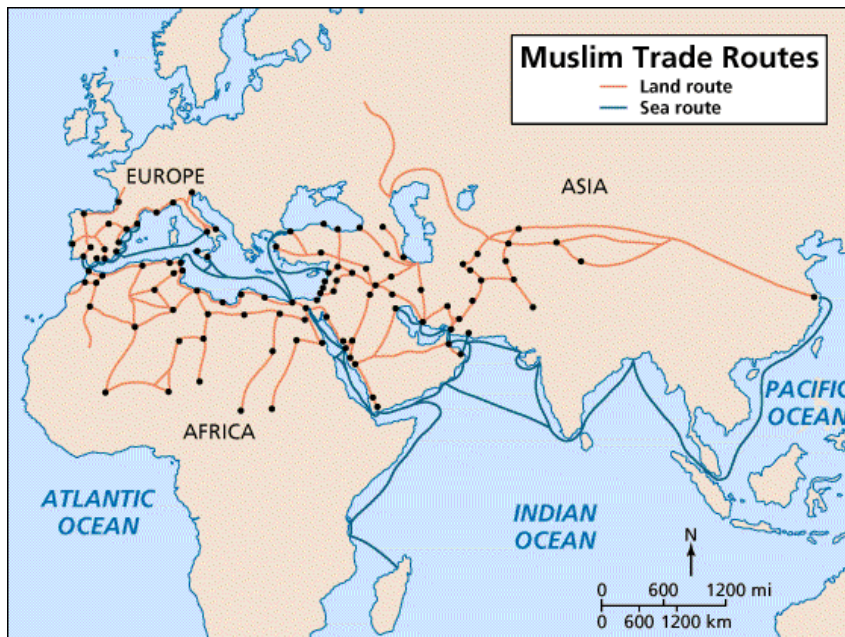 Muslim Trade Routes
Land route
Sea route
EUROPE
ASIA
AFRICA
PACIFIC
OCEAN
ATLANTIC
OCEAN
INDIAN
OCEAN
N
0 600 1200 mi
0 600 1200 km